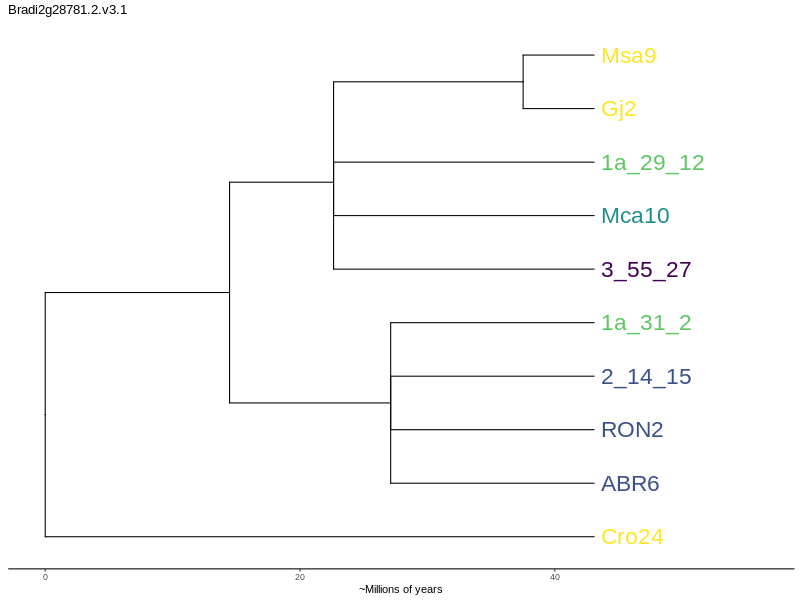 Bradi2g28781.2.v3.1
Msa9
Gj2
1a_29_12
Mca10
3_55_27
1a_31_2
2_14_15
RON2
ABR6
Cro24
0 20 40
~Millions of years